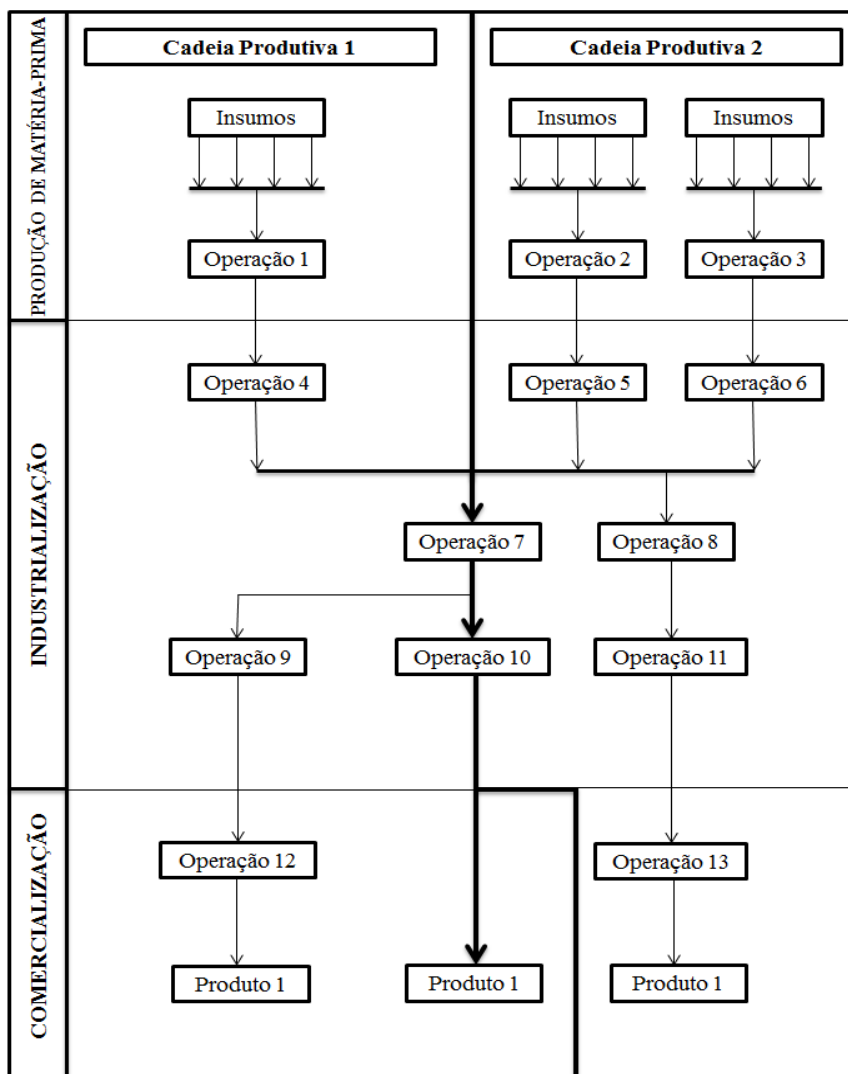 Cadeia Produtiva 1
Cadeia Produtiva 2
PRODUÇÃO DE MATÉRIA-PRIMA
Insumos
Insumos
Insumos
Operação 1
Operação 2
Operação 3
INDUSTRIALIZAÇÃO
Operação 4
Operação 5
Operação 6
Operação 7
Operação 8
Operação 9
Operação 10
Operação 11
COMERCIALIZAÇÃO
Operação 12
Operação 13
Produto 1
Produto 1
Produto 1